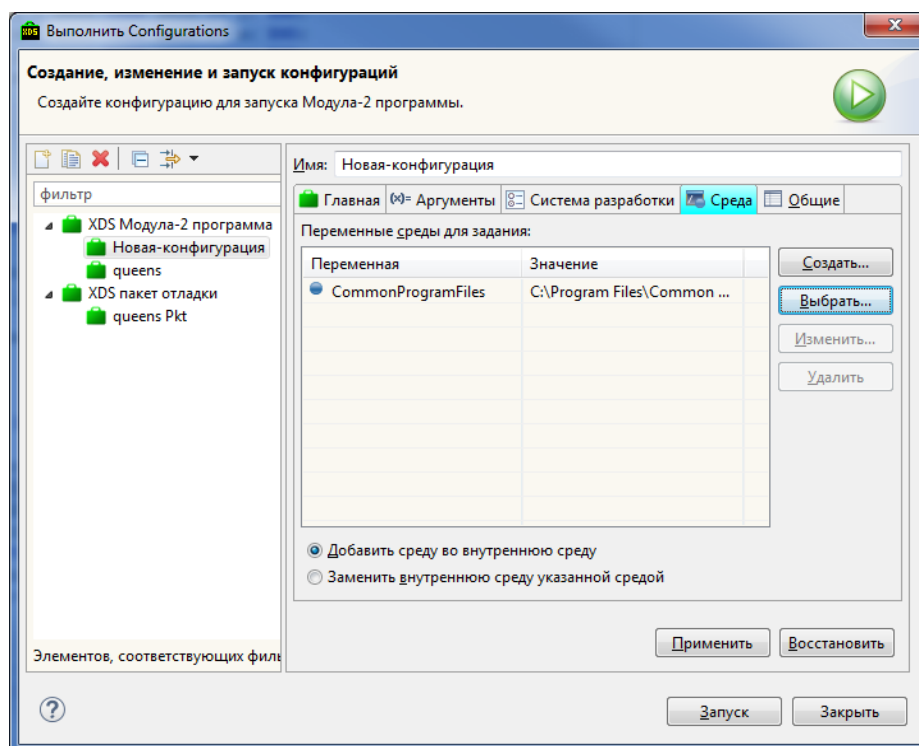 XDS Выполнить Configurations
Создание, изменение и запуск конфигураций
Создайте конфигурацию для запуска Модула-2 программы.
фильтр
XDS Модула-2 программа
Новая-конфигурация
queens
XDS пакет отладки
queens Pkt
Элементов, соответствующих филь
Имя: Новая-конфигурация
Главная (x)= Аргументы Система разработки Среда Общие
Переменные среды для задания:
Переменная Значение
CommonProgramFiles C:\Program Files\Common ...
Создать...
Выбрать...
Изменить...
Удалить
Добавить среду во внутреннюю среду
Заменить внутреннюю среду указанной средой
Применить Восстановить
? Запуск Закрыть